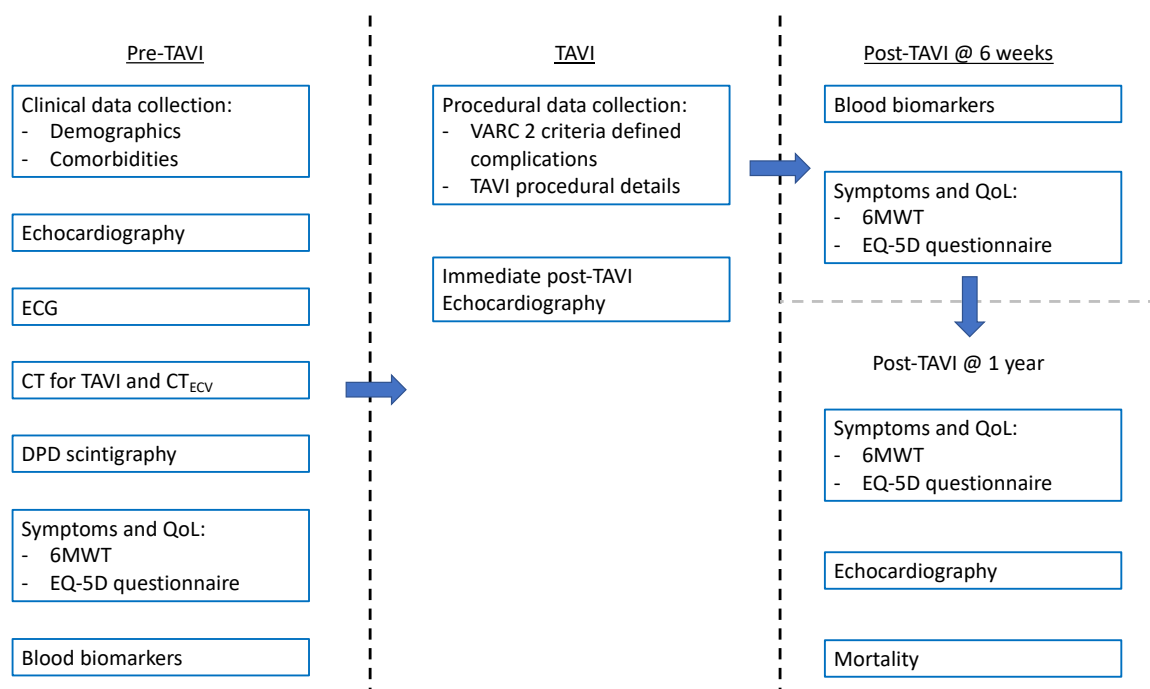 Pre-TAVI
Clinical data collection:
- Demographics
- Comorbidities
Echocardiography
ECG
CT for TAVI and CT_ECV
DPD scintigraphy
Symptoms and QoL:
- 6MWT
- EQ-5D questionnaire
Blood biomarkers
TAVI
Procedural data collection:
- VARC 2 criteria defined
complications
- TAVI procedural details
Immediate post-TAVI
Echocardiography
Post-TAVI @ 6 weeks
Blood biomarkers
Symptoms and QoL:
- 6MWT
- EQ-5D questionnaire
Post-TAVI @ 1 year
Symptoms and QoL:
- 6MWT
- EQ-5D questionnaire
Echocardiography
Mortality